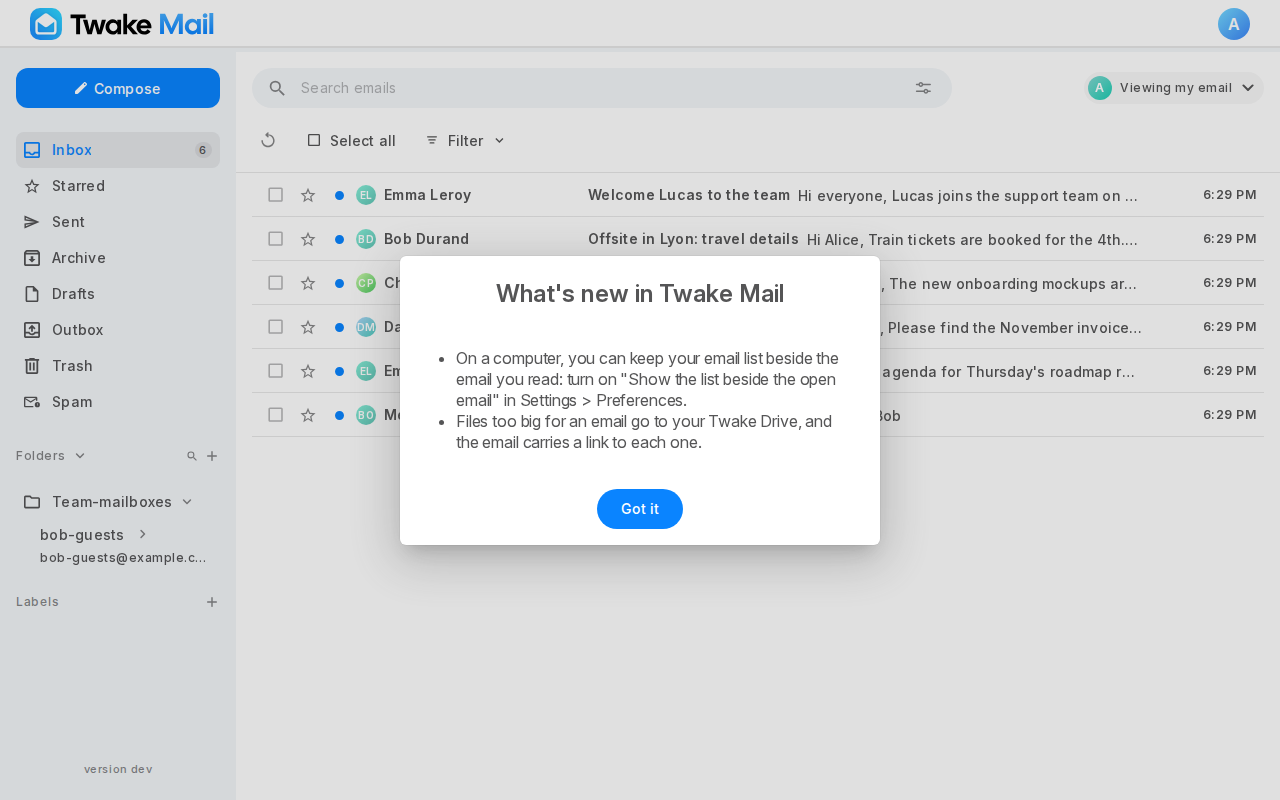 Twake Mail
A
Compose
Search emails
A Viewing my email
Inbox 6
Select all Filter
Starred
Sent
Archive
Drafts
Outbox
Trash
Spam
EL Emma Leroy Welcome Lucas to the team Hi everyone, Lucas joins the support team on ... 6:29 PM
BD Bob Durand Offsite in Lyon: travel details Hi Alice, Train tickets are booked for the 4th.... 6:29 PM
CP , The new onboarding mockups ar... 6:29 PM
DM , Please find the November invoice... 6:29 PM
EL agenda for Thursday's roadmap r... 6:29 PM
BO Bob 6:29 PM
What's new in Twake Mail
• On a computer, you can keep your email list beside the
email you read: turn on "Show the list beside the open
email" in Settings > Preferences.
• Files too big for an email go to your Twake Drive, and
the email carries a link to each one.
Got it
Folders
Team-mailboxes
bob-guests
bob-guests@example.c...
Labels
version dev